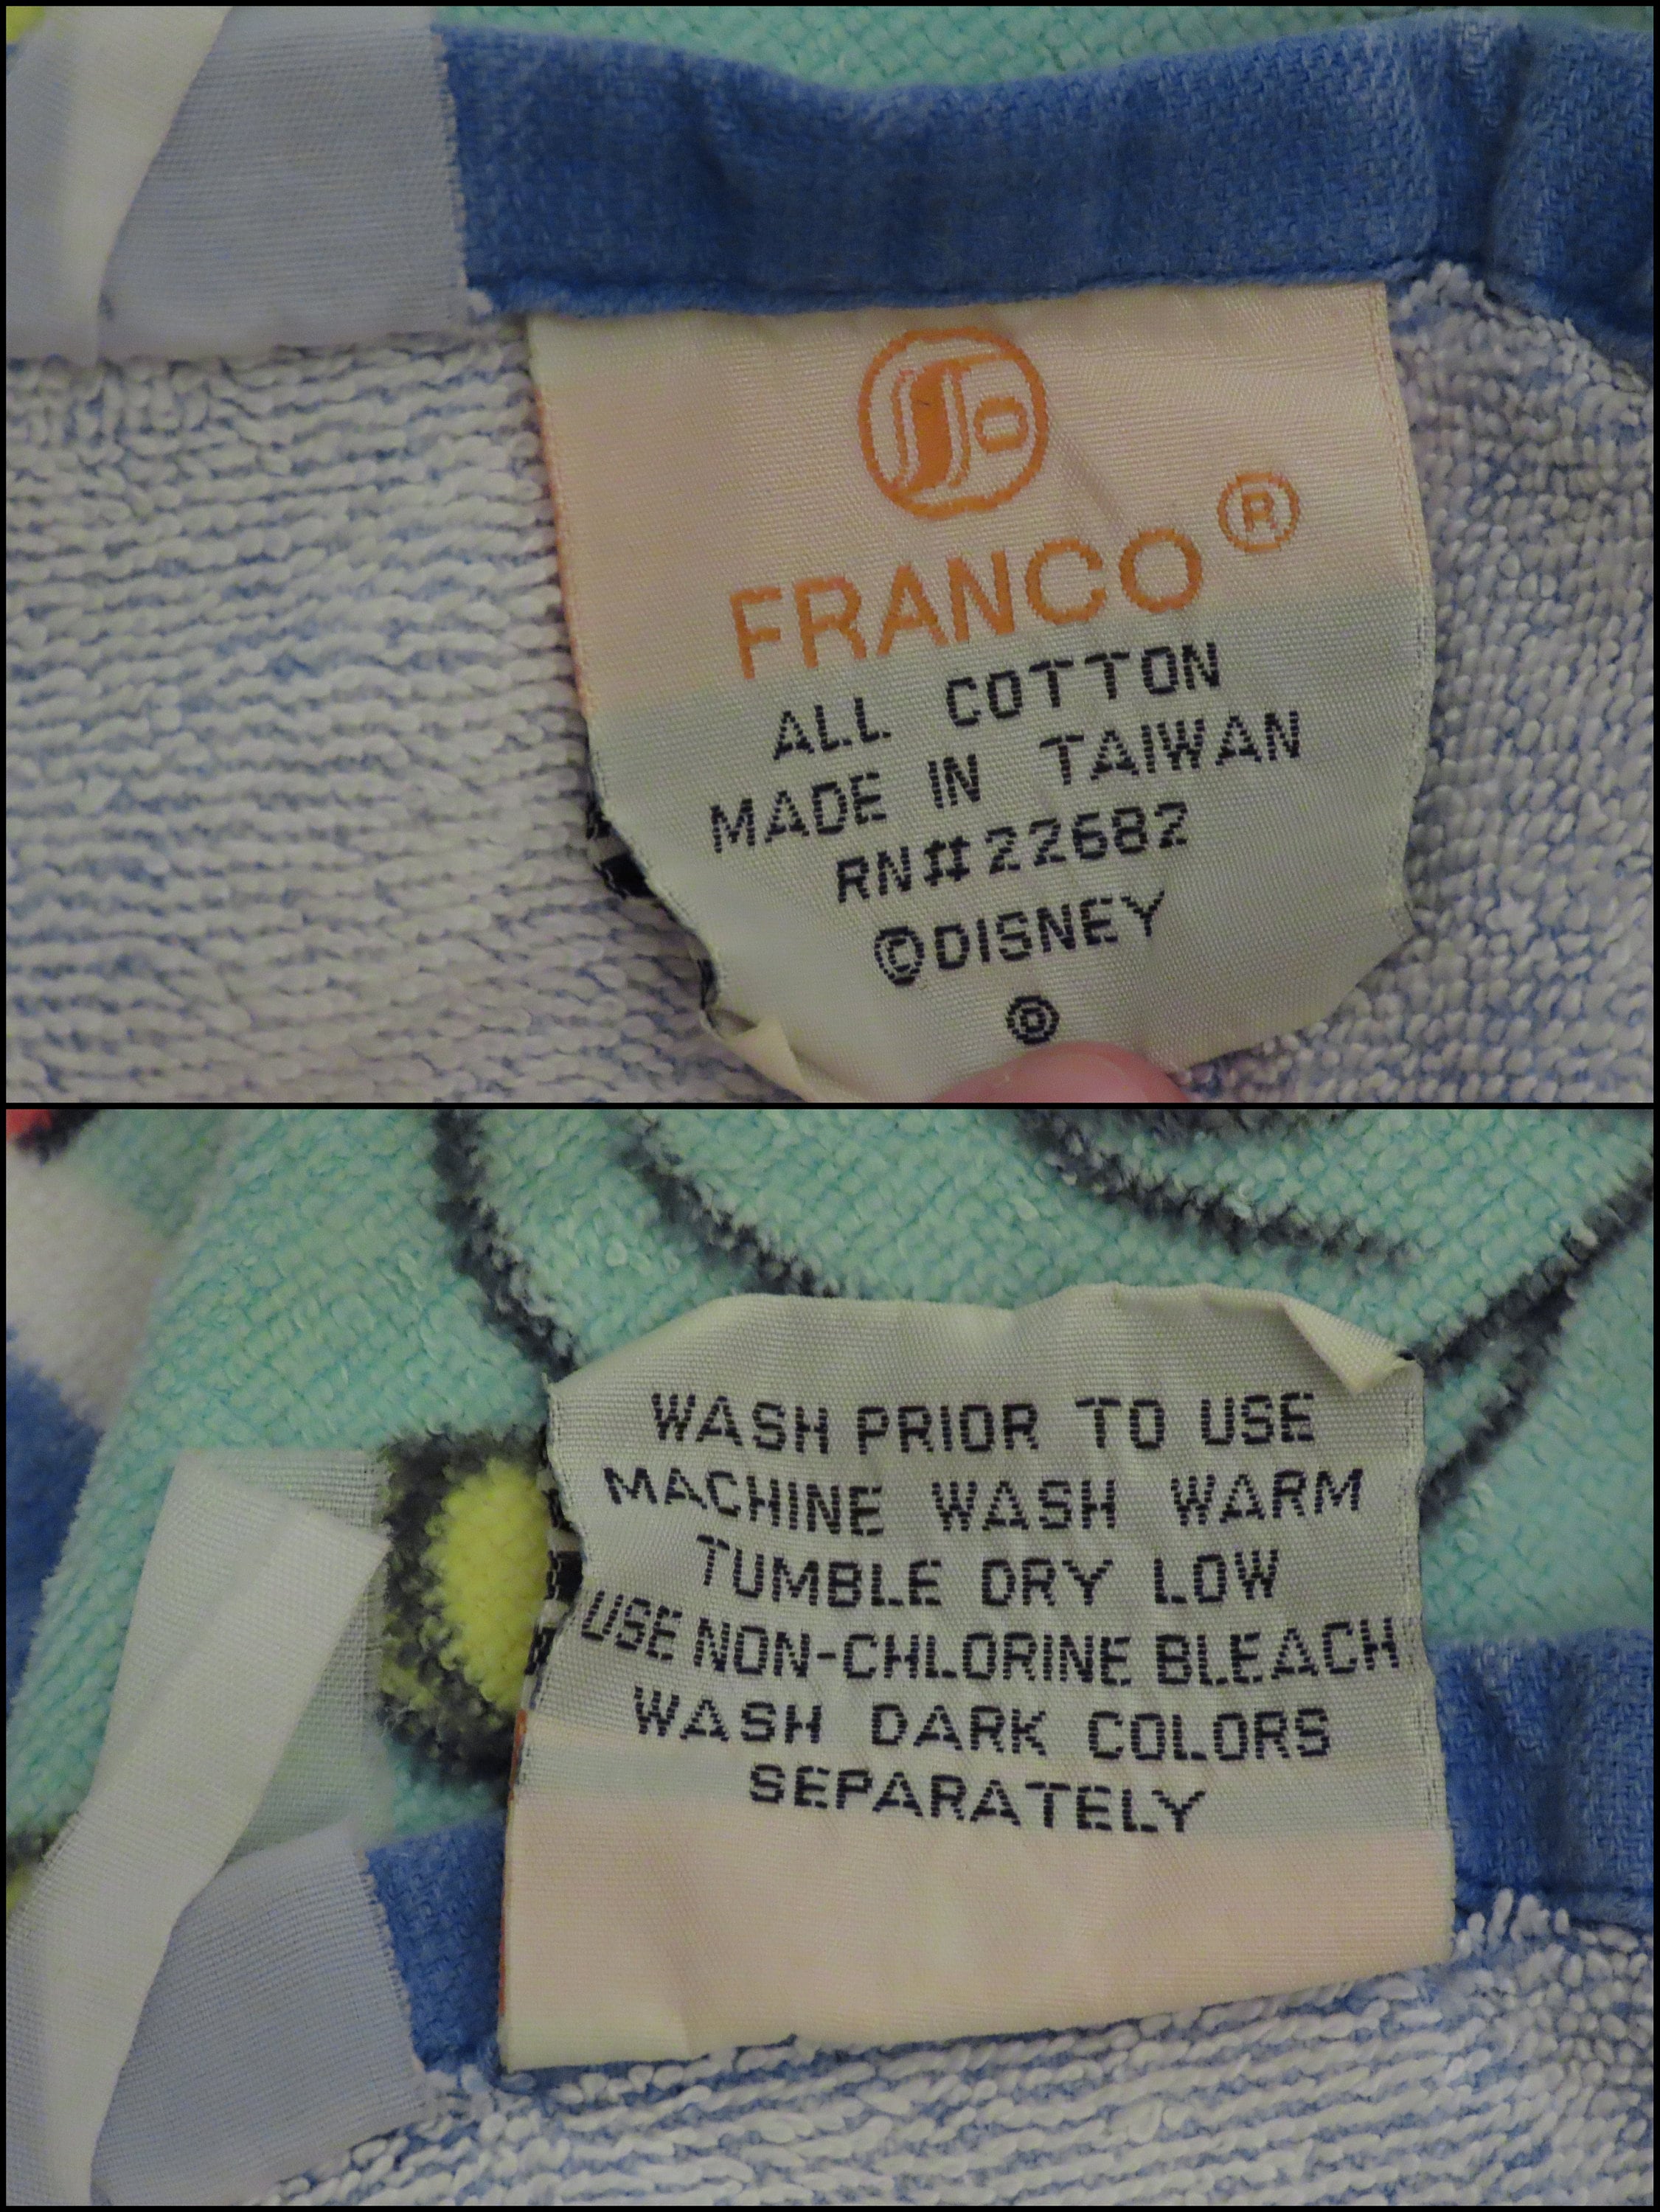 FRANCO ®
ALL COTTON
MADE IN TAIWAN
RN#22682
©DISNEY
D
WASH PRIOR TO USE
MACHINE WASH WARM
TUMBLE DRY LOW
USE NON-CHLORINE BLEACH
WASH DARK COLORS
SEPARATELY